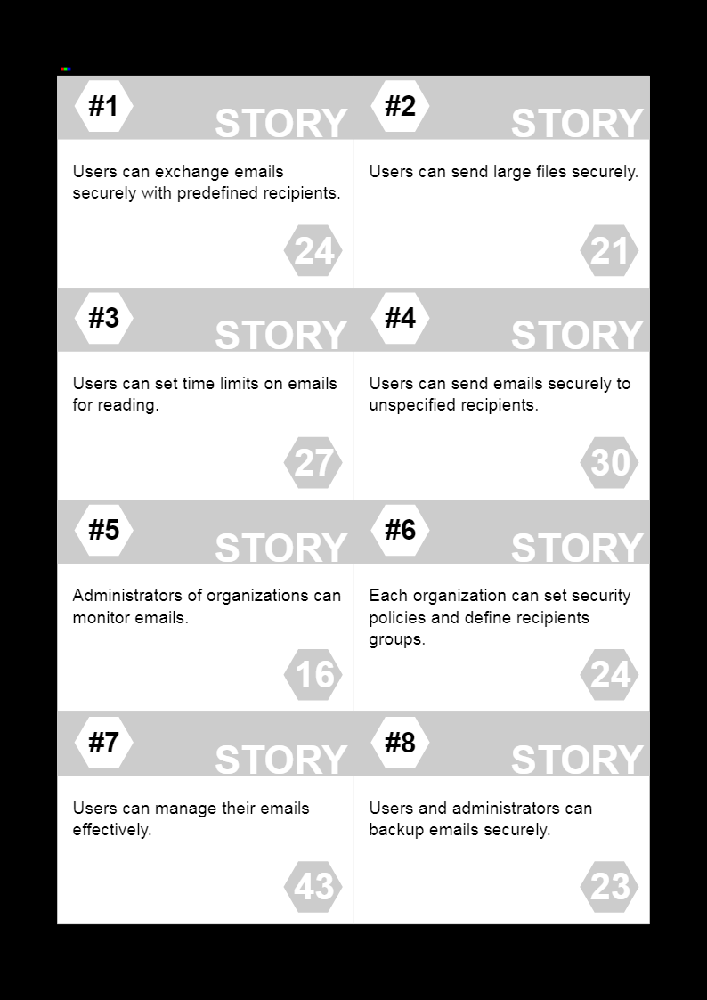 #1
STORY
Users can exchange emails
securely with predefined recipients.
24
#2
STORY
Users can send large files securely.
21
#3
STORY
Users can set time limits on emails
for reading.
27
#4
STORY
Users can send emails securely to
unspecified recipients.
30
#5
STORY
Administrators of organizations can
monitor emails.
16
#6
STORY
Each organization can set security
policies and define recipients
groups.
24
#7
STORY
Users can manage their emails
effectively.
43
#8
STORY
Users and administrators can
backup emails securely.
23